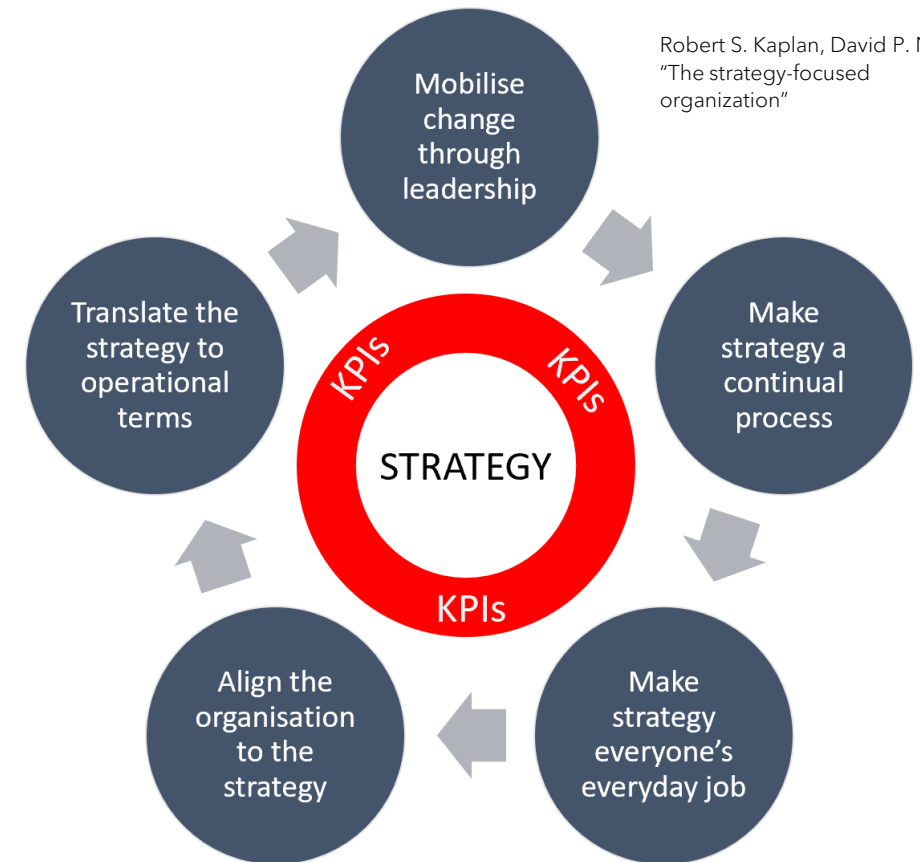 Robert S. Kaplan, David P.
"The strategy-focused
organization"
Mobilise
change
through
leadership
Make
strategy a
continual
process
Make
strategy
everyone's
everyday job
Align the
organisation
to the
strategy
Translate the
strategy to
operational
terms
KPIs
KPIs
STRATEGY
KPIs